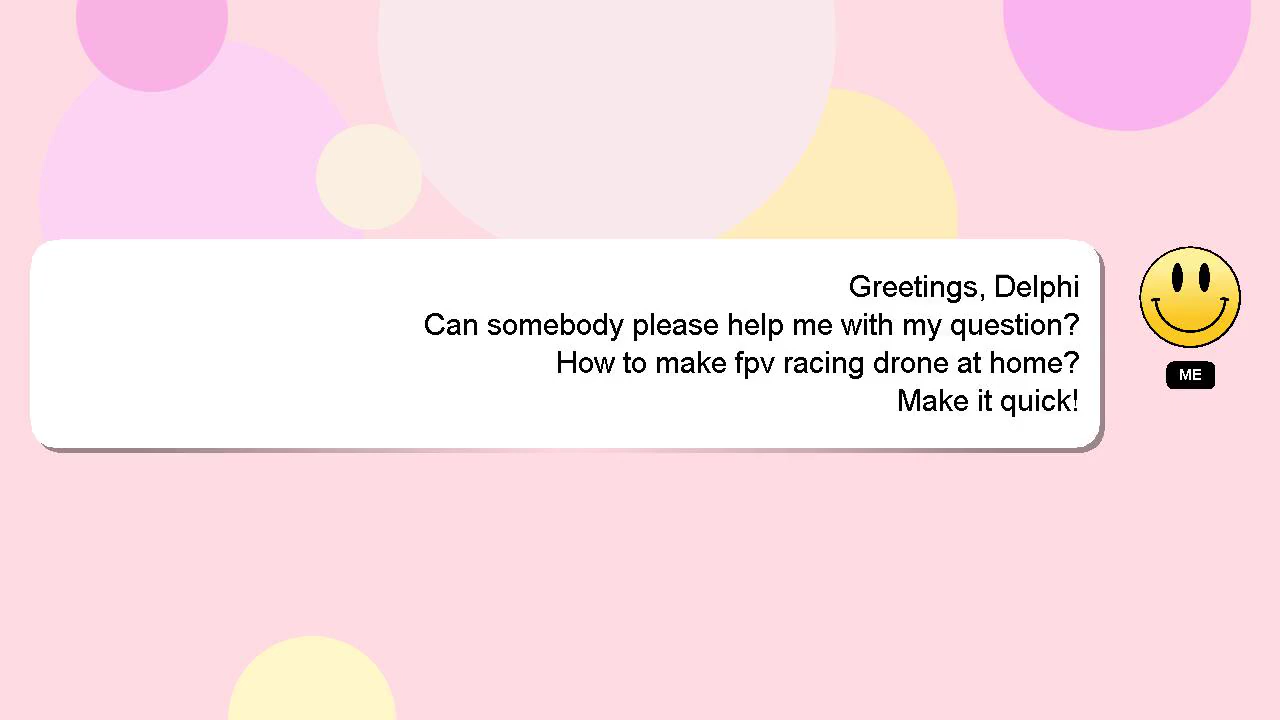 Greetings, Delphi
Can somebody please help me with my question?
How to make fpv racing drone at home?
Make it quick!
ME